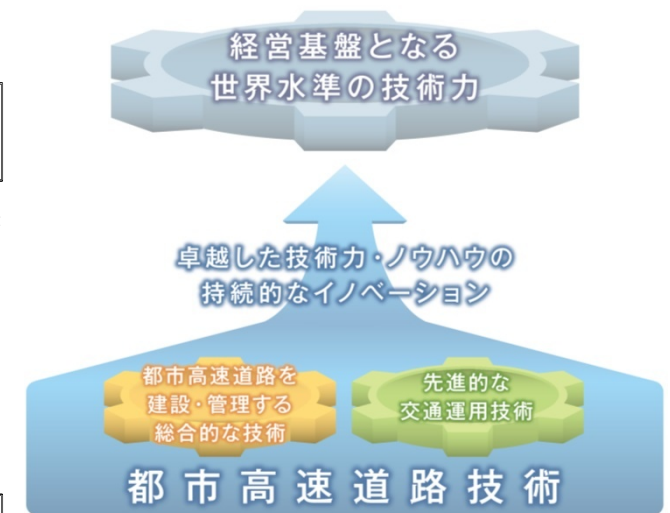 経営基盤となる
世界水準の技術力
卓越した技術力・ノウハウの
持続的なイノベーション
都市高速道路を
建設・管理する
総合的な技術
先進的な
交通運用技術
都市高速道路技術